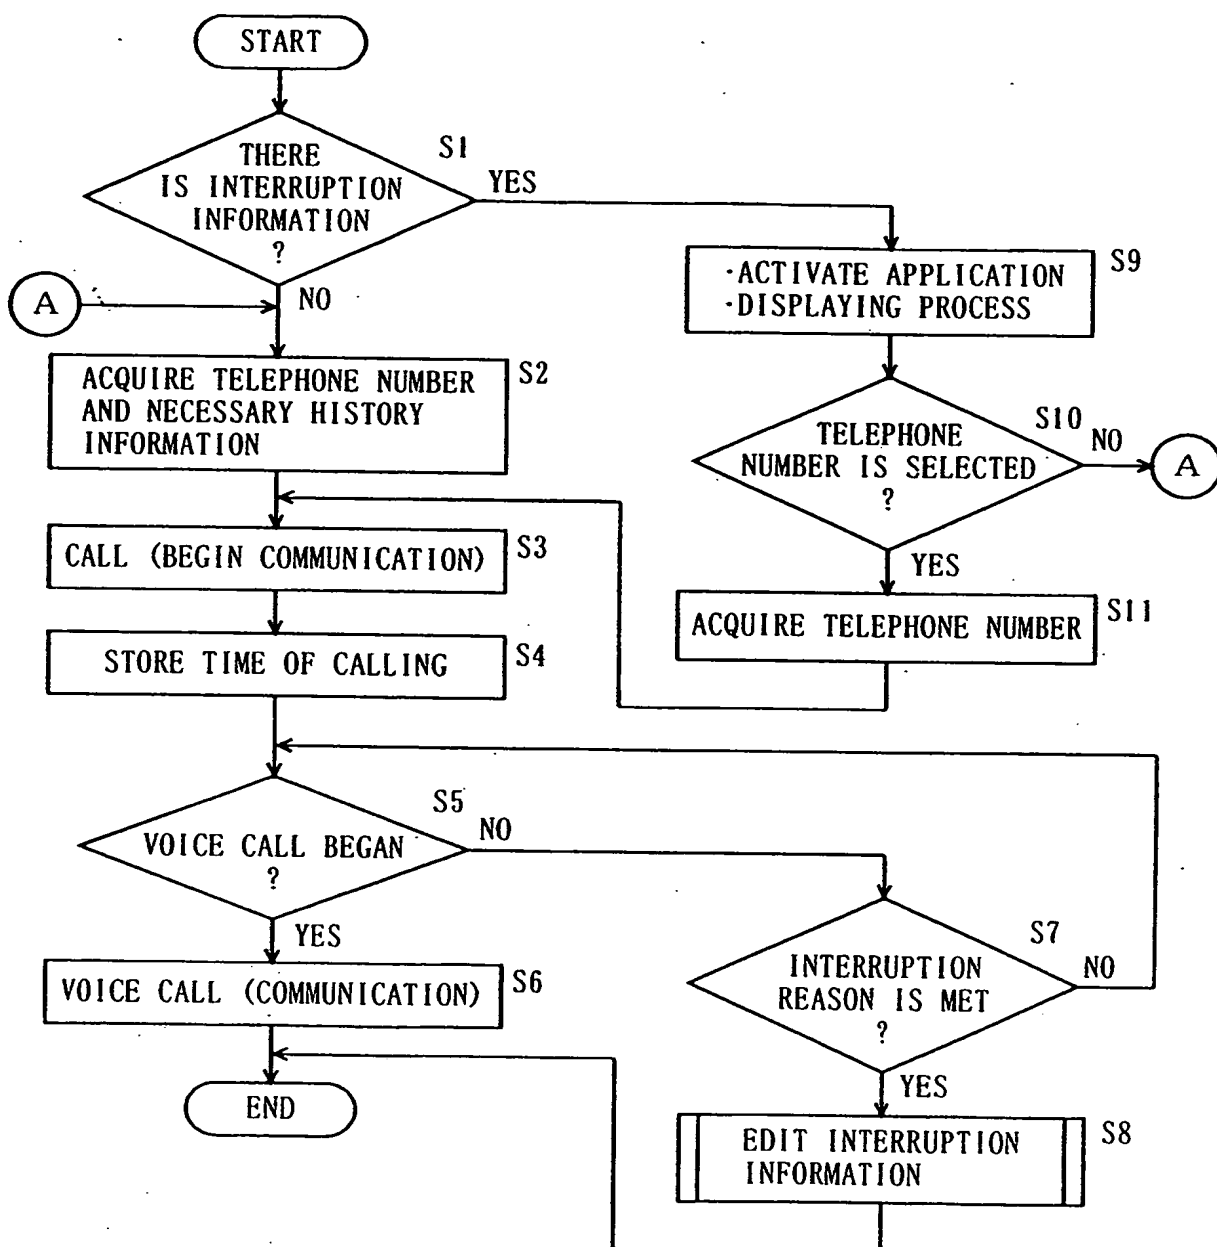 START
S1
THERE
IS INTERRUPTION
INFORMATION
?
YES
NO
A
S2
ACQUIRE TELEPHONE NUMBER
AND NECESSARY HISTORY
INFORMATION
S3
CALL (BEGIN COMMUNICATION)
S4
STORE TIME OF CALLING
S5
VOICE CALL BEGAN
?
NO
YES
S6
VOICE CALL (COMMUNICATION)
END
S9
·ACTIVATE APPLICATION
·DISPLAYING PROCESS
S10
TELEPHONE
NUMBER IS SELECTED
?
NO
A
YES
S11
ACQUIRE TELEPHONE NUMBER
S7
INTERRUPTION
REASON IS MET
?
NO
YES
S8
EDIT INTERRUPTION
INFORMATION